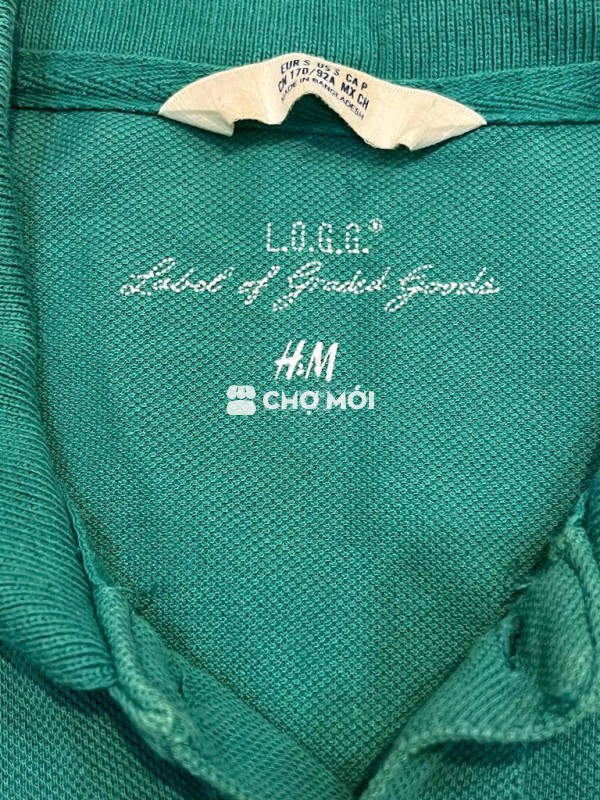 EUR S US S CA P
CN 170/92A MX CH
MADE IN BANGLADESH
L.O.G.G.®
Label of Graded Goods
H&M
CHỢ MỚI